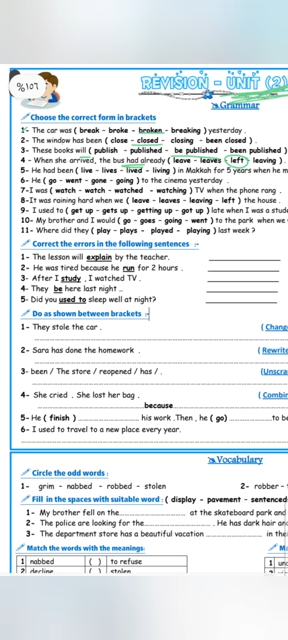 %107
REVISION - UNIT (2)
Grammar
Choose the correct form in brackets
1- The car was ( break - broke - broken - breaking ) yesterday .
2- The window has been ( close - closed - closing - been closed ) .
3- These books will ( publish - published - be published - been published )
4 - When she arrived, the bus had already ( leave - leaves - left - leaving ) .
5- He had been ( live - lives - lived - living ) in Makkah for 5 years when he m
6- He ( go - went - gone - going ) to the cinema yesterday .
7-I was ( watch - watch - watched - watching ) TV when the phone rang .
8-It was raining hard when we ( leave - leaves - leaving - left ) the house .
9- I used to ( get up - gets up - getting up - got up ) late when I was a stude
10- My brother and I would ( go - goes - going - went ) to the park when we
11- Where did they ( play - plays - played - playing ) last week ?
Correct the errors in the following sentences :-
1- The lesson will explain by the teacher.
2- He was tired because he run for 2 hours .
3- After I study , I watched TV .
4- They be here last night ..
5- Did you used to sleep well at night?
Do as shown between brackets :-
1- They stole the car . ( Chang
2- Sara has done the homework . ( Rewrite
3- been / The store / reopened / has / . (Unscra
4- She cried . She lost her bag . ( Combin
because
5- He ( finish ) his work .Then , he ( go) to be
6- I used to travel to a new place every year.
Vocabulary
Circle the odd words :
1- grim - nabbed - robbed - stolen 2- robber -
Fill in the spaces with suitable word : ( display - pavement - sentenced
1- My brother fell on the at the skateboard park and
2- The police are looking for the . He has dark hair an
3- The department store has a beautiful vacation in the
Match the words with the meanings: M
1 nabbed ( ) to refuse 1 und
2 decline ( ) stolen